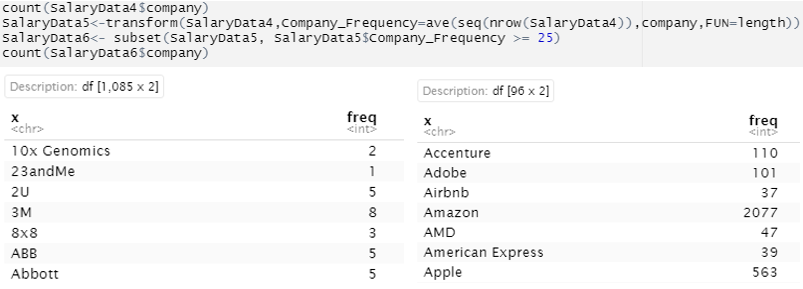 count(SalaryData4$company)
SalaryData5<-transform(SalaryData4,Company_Frequency=ave(seq(nrow(SalaryData4)),company,FUN=length))
SalaryData6<- subset(SalaryData5, SalaryData5$Company_Frequency >= 25)
count(SalaryData6$company)
Description: df [1,085 x 2]
x freq
<chr> <int>
10x Genomics 2
23andMe 1
2U 5
3M 8
8x8 3
ABB 5
Abbott 5
Description: df [96 x 2]
x freq
<chr> <int>
Accenture 110
Adobe 101
Airbnb 37
Amazon 2077
AMD 47
American Express 39
Apple 563